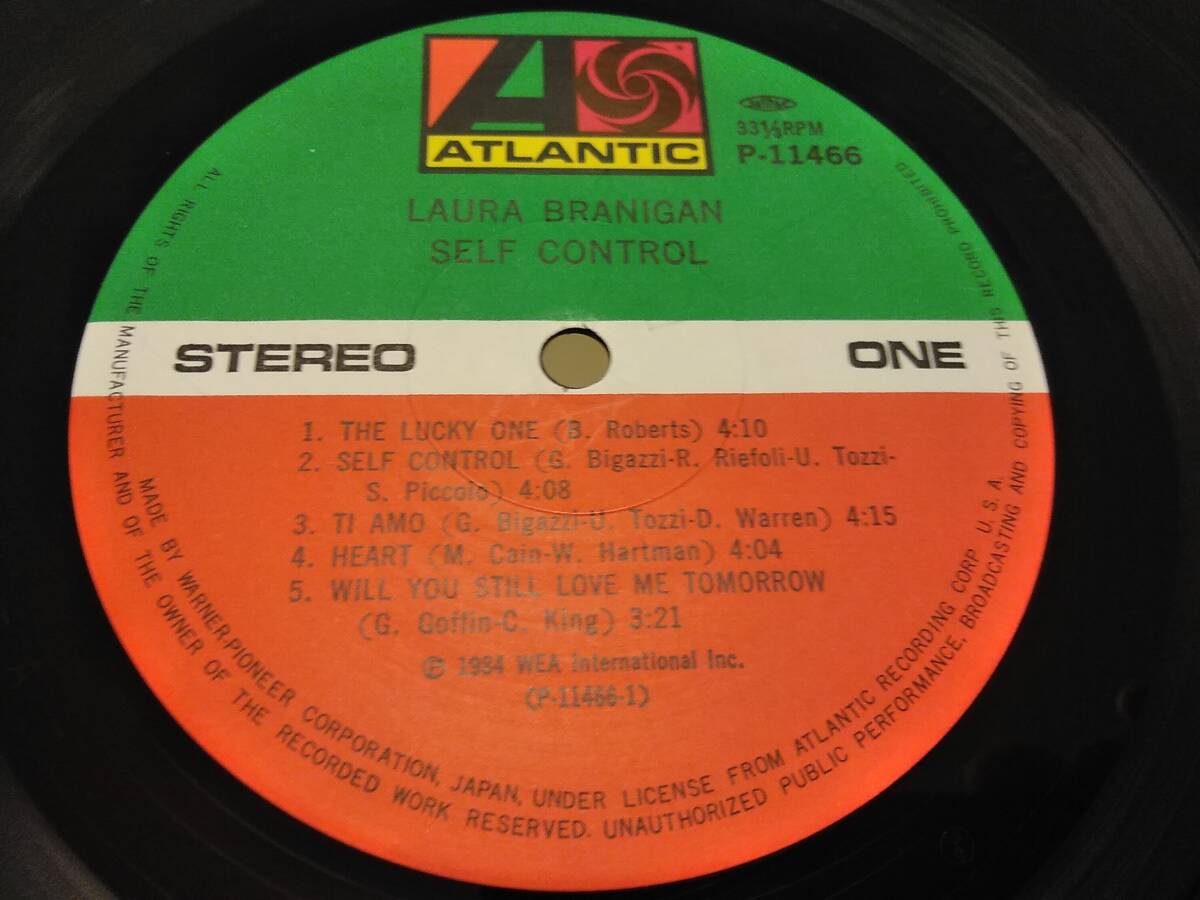 ATLANTIC
33⅓RPM
P-11466
LAURA BRANIGAN
SELF CONTROL
STEREO
ONE
1. THE LUCKY ONE (B. Roberts) 4:10
2. SELF CONTROL (G. Bigazzi-R. Riefoli-U. Tozzi-
S. Piccolo) 4:08
3. TI AMO (G. Bigazzi-U. Tozzi-D. Warren) 4:15
4. HEART (M. Cain-W. Hartman) 4:04
5. WILL YOU STILL LOVE ME TOMORROW
(G. Goffin-C. King) 3:21
Ⓟ 1984 WEA International Inc.
(P-11466-1)
MADE BY WARNER-PIONEER CORPORATION, JAPAN, UNDER LICENSE FROM ATLANTIC RECORDING CORP U.S.A.
ALL RIGHTS OF THE MANUFACTURER AND OF THE OWNER OF THE RECORDED WORK RESERVED. UNAUTHORIZED PUBLIC PERFORMANCE, BROADCASTING AND COPYING OF THIS RECORD PROHIBITED